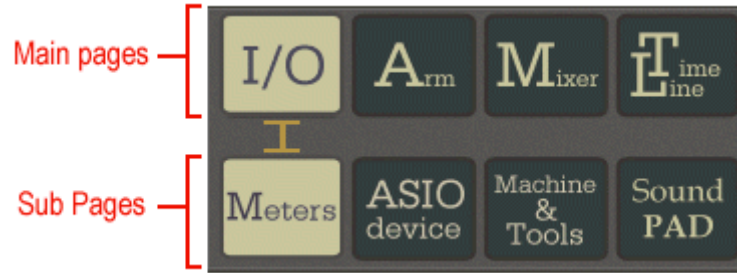 Main pages
I/O Arm Mixer Time Line
Sub Pages
Meters ASIO device Machine & Tools Sound PAD